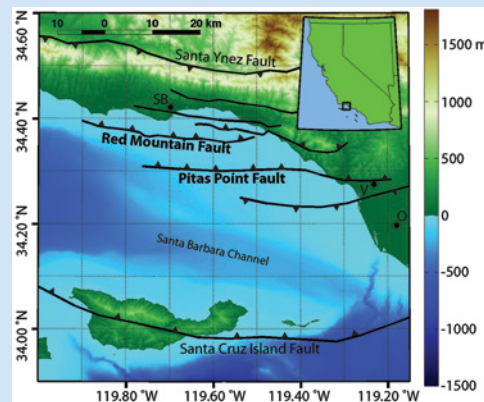 10 0 10 20 km
34.60 °N
34.40 °N
34.20 °N
34.00 °N
Santa Ynez Fault
SB
Red Mountain Fault
Pitas Point Fault
V
O
Santa Barbara Channel
Santa Cruz Island Fault
119.80 °W 119.60 °W 119.40 °W 119.20 °W
1500 m
1000
500
0
-500
-1000
-1500